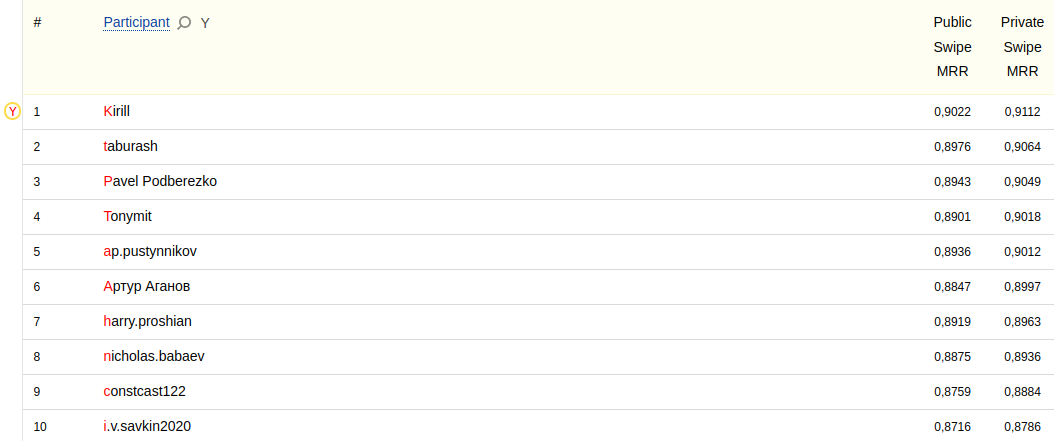 # Participant Y Public Swipe MRR Private Swipe MRR
Y 1 Kirill 0,9022 0,9112
2 taburash 0,8976 0,9064
3 Pavel Podberezko 0,8943 0,9049
4 Tonymit 0,8901 0,9018
5 ap.pustynnikov 0,8936 0,9012
6 Артур Аганов 0,8847 0,8997
7 harry.proshian 0,8919 0,8963
8 nicholas.babaev 0,8875 0,8936
9 constcast122 0,8759 0,8884
10 i.v.savkin2020 0,8716 0,8786